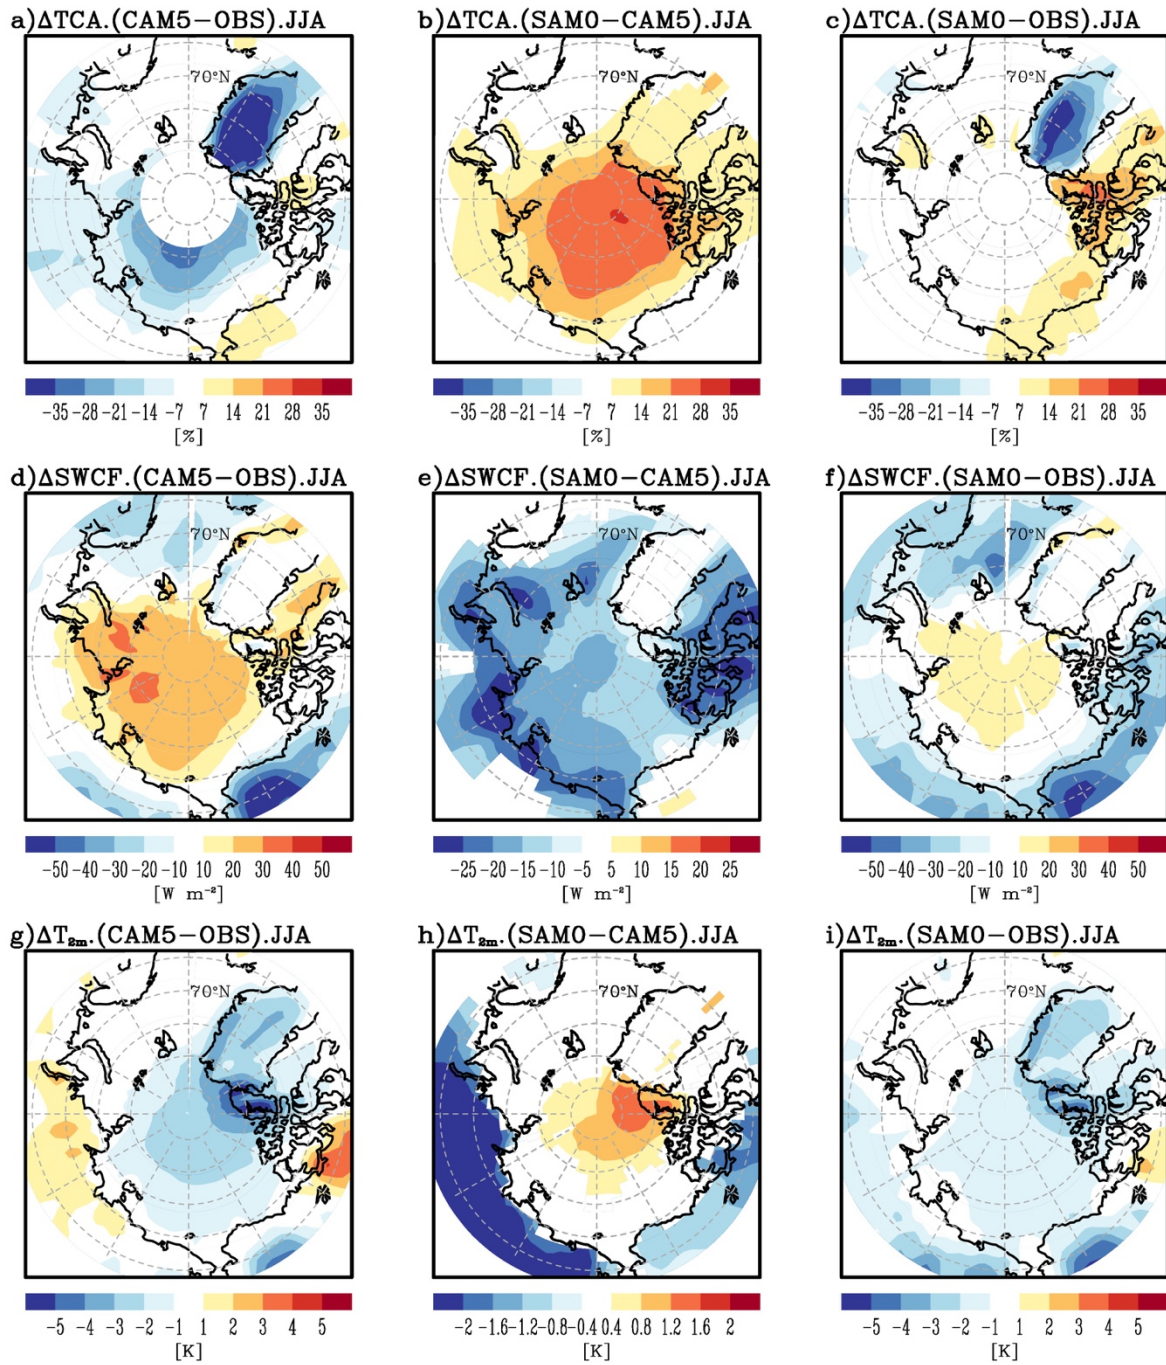 a)ΔTCA.(CAM5−OBS).JJA
b)ΔTCA.(SAM0−CAM5).JJA
c)ΔTCA.(SAM0−OBS).JJA
70°N
70°N
70°N
-35 -28 -21 -14 -7 7 14 21 28 35
-35 -28 -21 -14 -7 7 14 21 28 35
-35 -28 -21 -14 -7 7 14 21 28 35
[%]
[%]
[%]
d)ΔSWCF.(CAM5−OBS).JJA
e)ΔSWCF.(SAM0−CAM5).JJA
f)ΔSWCF.(SAM0−OBS).JJA
70°N
70°N
70°N
-50 -40 -30 -20 -10 10 20 30 40 50
-25 -20 -15 -10 -5 5 10 15 20 25
-50 -40 -30 -20 -10 10 20 30 40 50
[W m⁻²]
[W m⁻²]
[W m⁻²]
g)ΔT₂ₘ.(CAM5−OBS).JJA
h)ΔT₂ₘ.(SAM0−CAM5).JJA
i)ΔT₂ₘ.(SAM0−OBS).JJA
70°N
70°N
70°N
-5 -4 -3 -2 -1 1 2 3 4 5
-2 -1.6 -1.2 -0.8 -0.4 0.4 0.8 1.2 1.6 2
-5 -4 -3 -2 -1 1 2 3 4 5
[K]
[K]
[K]